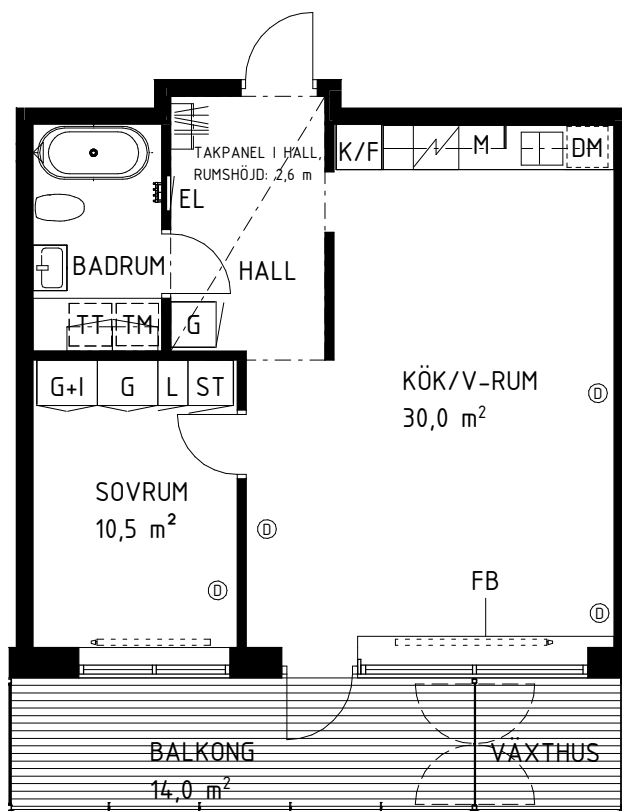 TAKPANEL I HALL,
RUMSHÖJD: 2,6 m
K/F
M
DM
EL
BADRUM
HALL
TT
TM
G
G+I
G
L
ST
KÖK/V-RUM
30,0 m²
D
SOVRUM
10,5 m²
D
D
FB
D
BALKONG
14,0 m²
VÄXTHUS